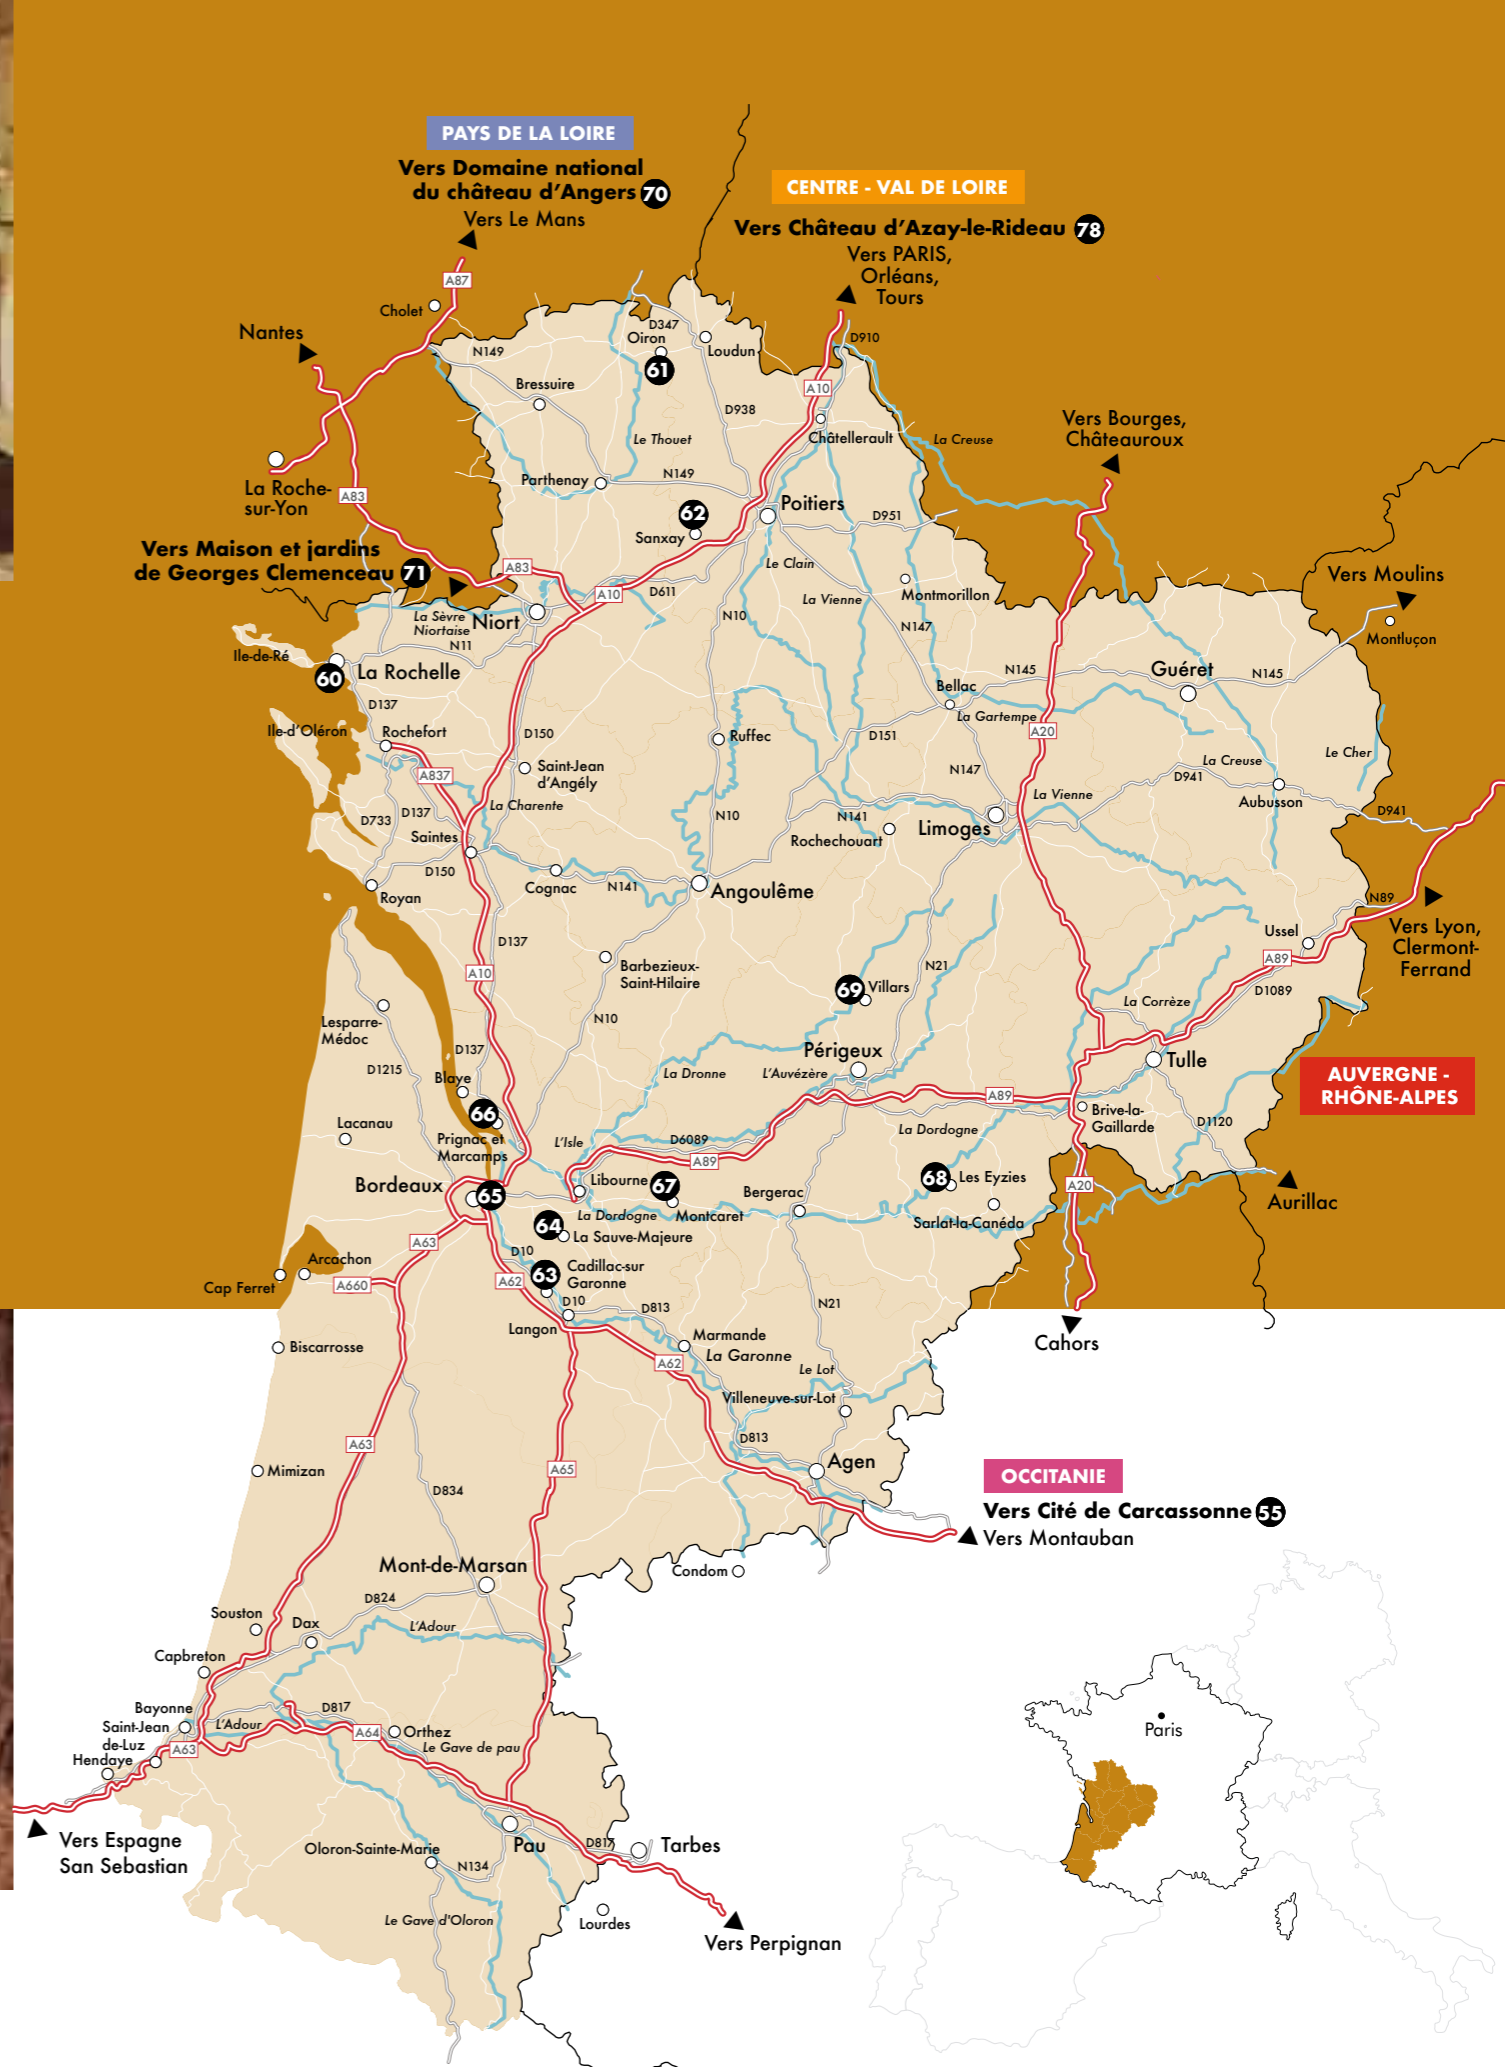 PAYS DE LA LOIRE
Vers Domaine national
du château d'Angers 70
Vers Le Mans
CENTRE - VAL DE LOIRE
Vers Château d'Azay-le-Rideau 78
Vers PARIS,
Orléans,
Tours
A87
Cholet
Nantes
D347
Oiron
61
Loudun
D910
N149
Bressuire
A10
D938
Châtellerault
La Creuse
Vers Bourges,
Châteauroux
Le Thouet
Parthenay
N149
La Roche-
sur-Yon
A83
62
Sanxay
Poitiers
D951
Vers Maison et jardins
de Georges Clemenceau 71
A83
A10
D611
Le Clain
La Vienne
Montmorillon
Vers Moulins
Montluçon
La Sèvre
Niortaise
Niort
N11
N10
N147
Ile-de-Ré
60
La Rochelle
N145
Guéret
N145
Bellac
La Gartempe
D137
Ile-d'Oléron
Rochefort
D150
Ruffec
D151
A20
Le Cher
A837
Saint-Jean
d'Angély
N147
La Creuse
D941
Aubusson
La Charente
D733
D137
Saintes
N10
N141
Rochechouart
Limoges
La Vienne
D941
D150
Royan
Cognac
N141
Angoulême
N89
Vers Lyon,
Clermont-
Ferrand
Ussel
A89
D1089
D137
A10
Barbezieux-
Saint-Hilaire
N21
69
Villars
La Corrèze
Lesparre-
Médoc
N10
D137
D1215
Blaye
66
Prignac et
Marcamps
La Dronne
L'Auvézère
Périgueux
Tulle
AUVERGNE -
RHÔNE-ALPES
A89
Brive-la-
Gaillarde
D1120
Lacanau
L'Isle
D6089
A89
La Dordogne
Bordeaux
65
Libourne
67
Montcaret
Bergerac
68
Les Eyzies
Sarlat-la-Canéda
A20
Aurillac
La Dordogne
64
La Sauve-Majeure
A63
D10
Arcachon
Cap Ferret
A660
A62
63
Cadillac-sur
Garonne
D10
Langon
D813
N21
Biscarrosse
Marmande
La Garonne
A62
Le Lot
Villeneuve-sur-Lot
Cahors
A63
Mimizan
D834
A65
D813
Agen
OCCITANIE
Vers Cité de Carcassonne 55
Vers Montauban
Mont-de-Marsan
Condom
D824
Souston
Dax
L'Adour
Capbreton
Bayonne
Saint-Jean
de-Luz
Hendaye
A63
L'Adour
D817
A64
Orthez
Le Gave de pau
Paris
Vers Espagne
San Sebastian
Oloron-Sainte-Marie
N134
Pau
D817
Tarbes
Le Gave d'Oloron
Lourdes
Vers Perpignan